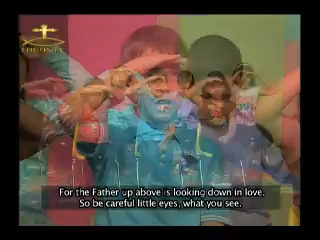 LOGOS TV
For the Father up above is looking down in love.
So be careful little eyes, what you see.